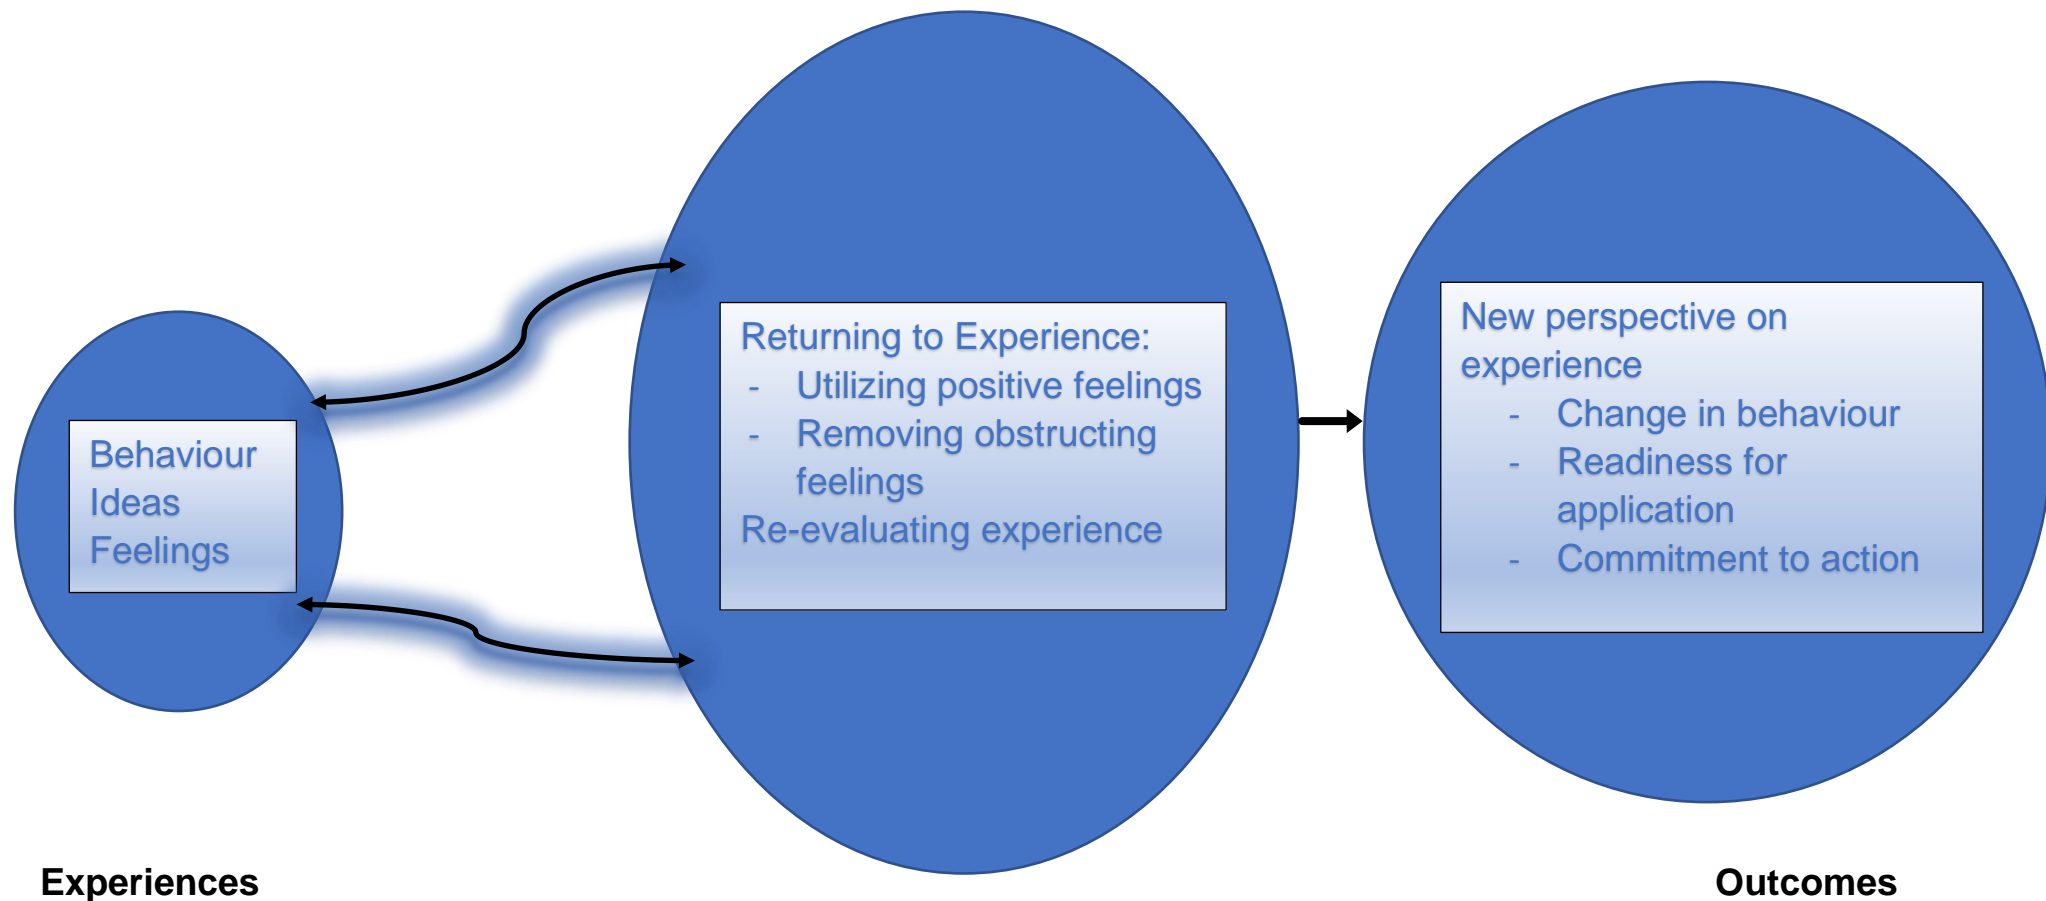 Behaviour
Ideas
Feelings
Returning to Experience:
- Utilizing positive feelings
- Removing obstructing
feelings
Re-evaluating experience
New perspective on
experience
- Change in behaviour
- Readiness for
application
- Commitment to action
Experiences
Outcomes